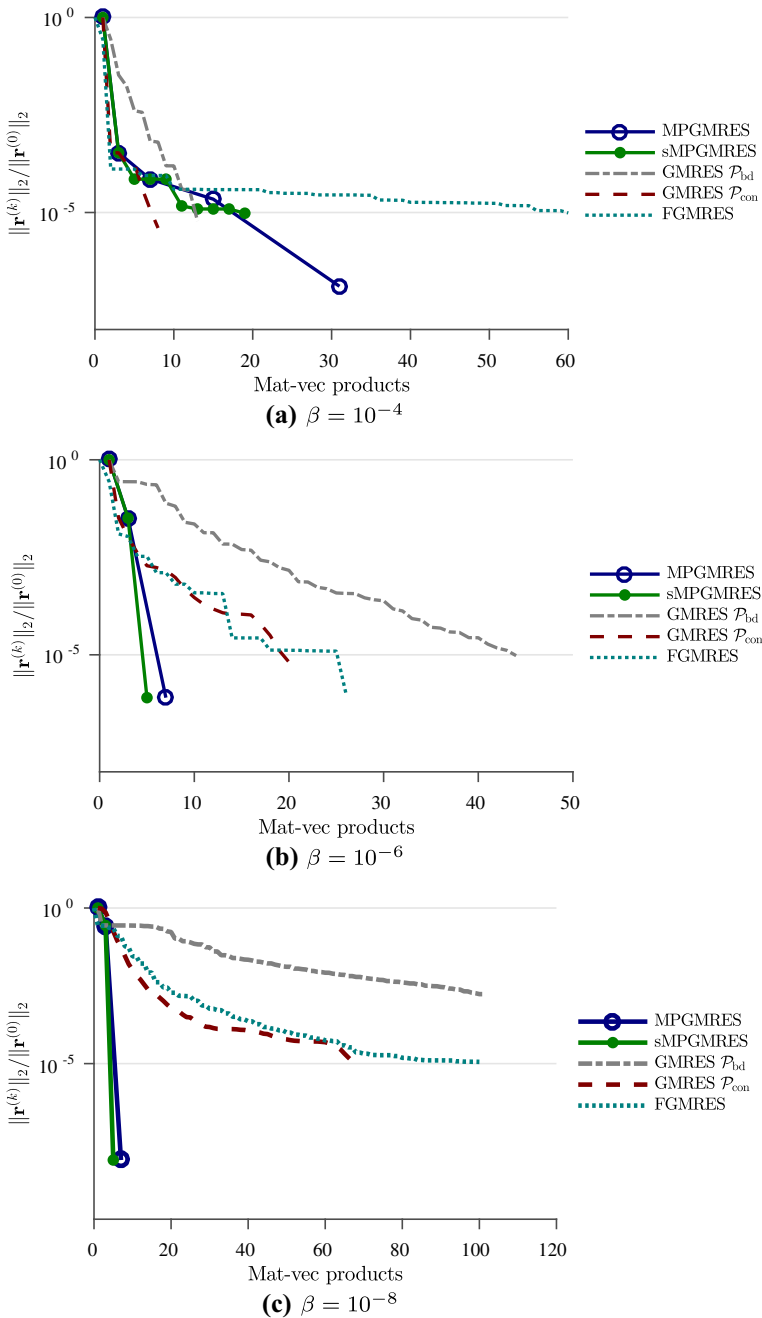 10^0
10^-5
||r^(k)||_2/||r^(0)||_2
0 10 20 30 40 50 60
Mat-vec products
MPGMRES
sMPGMRES
GMRES P_bd
GMRES P_con
FGMRES
(a) β = 10^−4
10^0
10^-5
||r^(k)||_2/||r^(0)||_2
0 10 20 30 40 50
Mat-vec products
MPGMRES
sMPGMRES
GMRES P_bd
GMRES P_con
FGMRES
(b) β = 10^−6
10^0
10^-5
||r^(k)||_2/||r^(0)||_2
0 20 40 60 80 100 120
Mat-vec products
MPGMRES
sMPGMRES
GMRES P_bd
GMRES P_con
FGMRES
(c) β = 10^−8